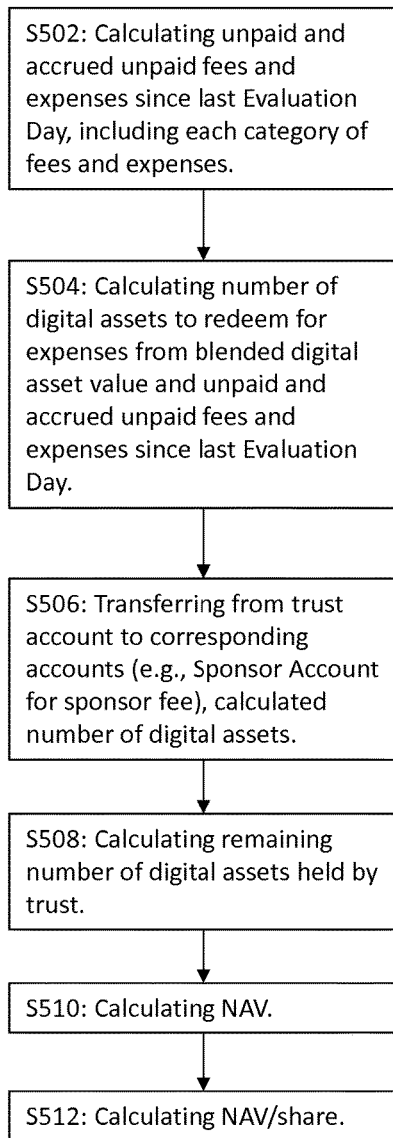 S502: Calculating unpaid and
accrued unpaid fees and
expenses since last Evaluation
Day, including each category of
fees and expenses.
S504: Calculating number of
digital assets to redeem for
expenses from blended digital
asset value and unpaid and
accrued unpaid fees and
expenses since last Evaluation
Day.
S506: Transferring from trust
account to corresponding
accounts (e.g., Sponsor Account
for sponsor fee), calculated
number of digital assets.
S508: Calculating remaining
number of digital assets held by
trust.
S510: Calculating NAV.
S512: Calculating NAV/share.